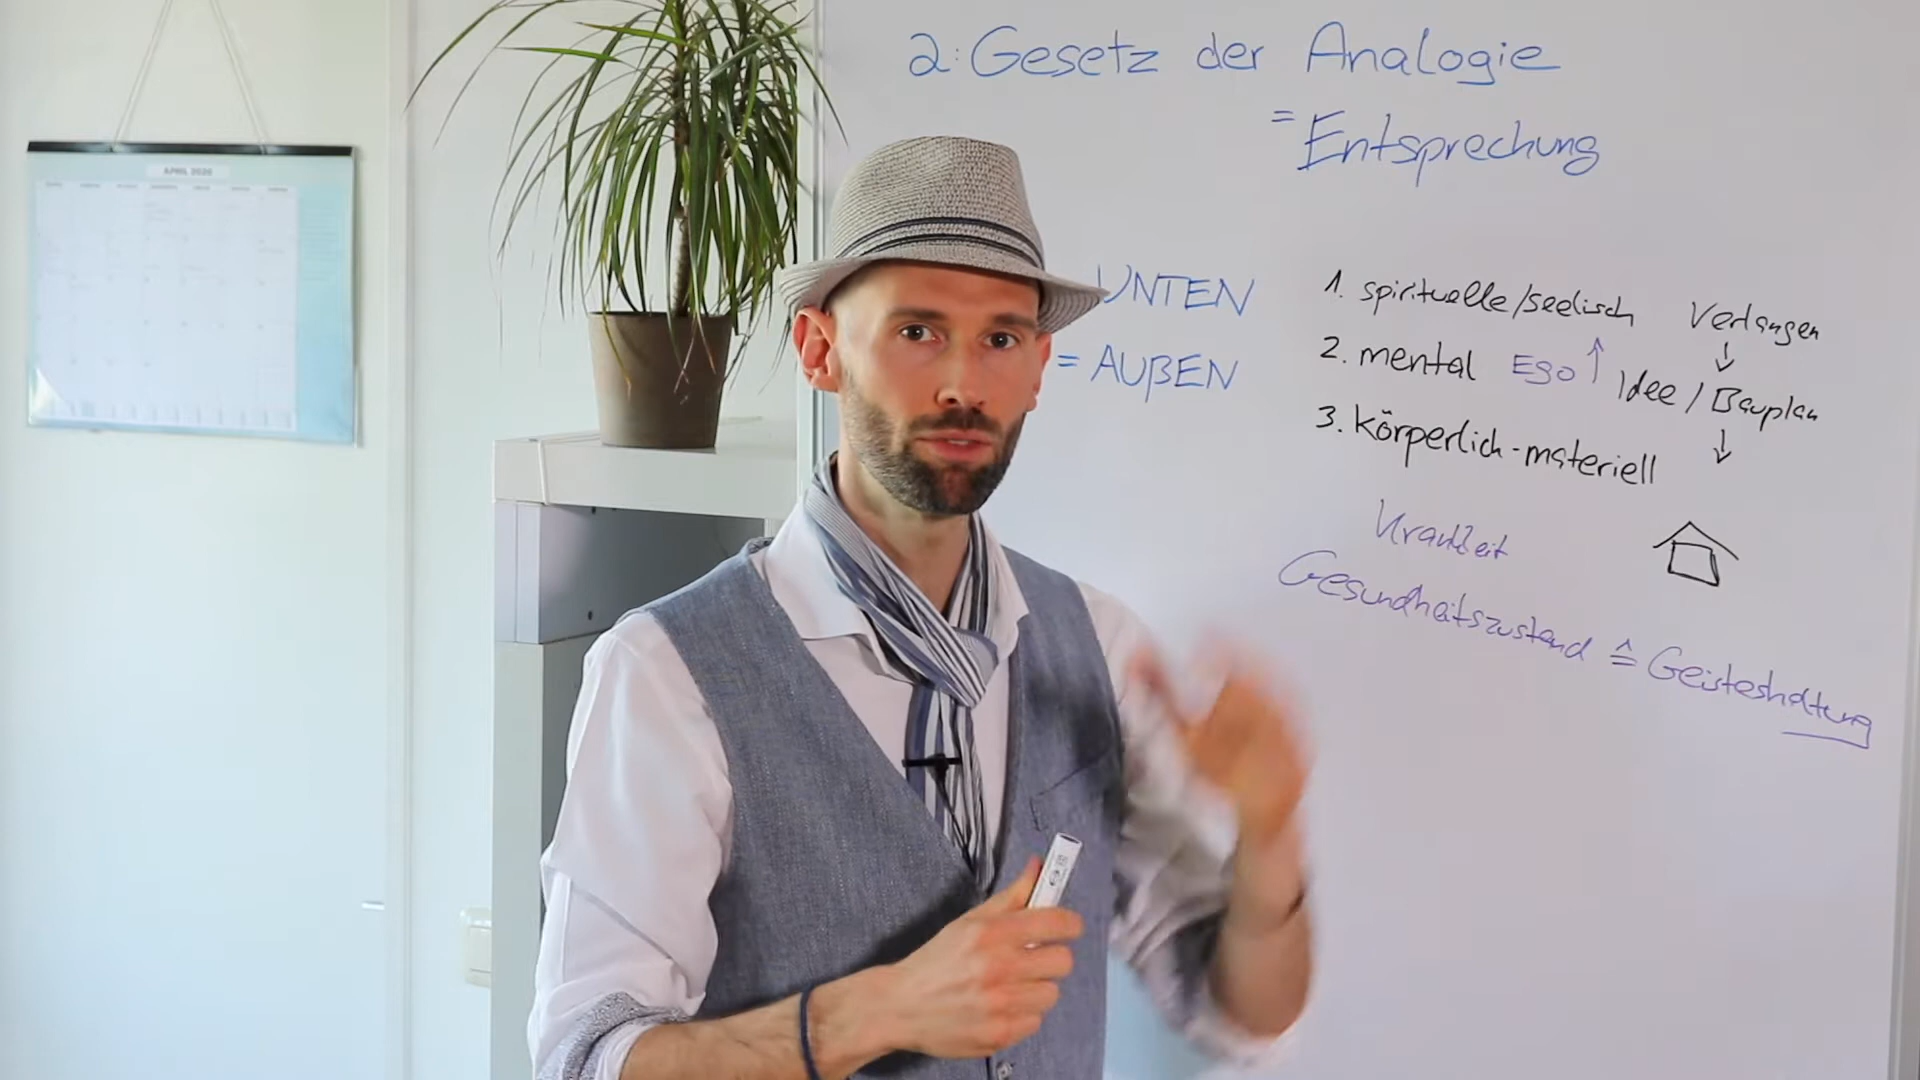 APRIL 2020
2: Gesetz der Analogie
= Entsprechung
UNTEN
= AUßEN
1. spirituelle/seelisch Verlangen
↓
2. mental Ego ↑ Idee / Bauplan
↓
3. körperlich-materiell
Krankheit
Gesundheitszustand ≙ Geisteshaltung